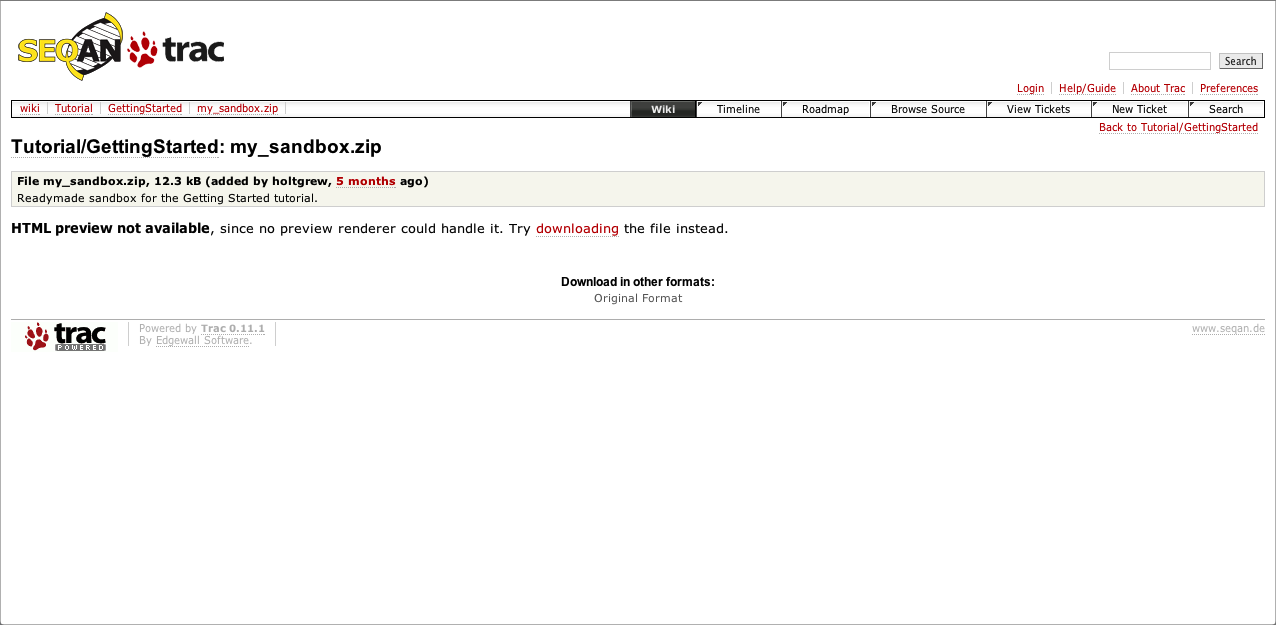 SEQAN trac
Search
Login Help/Guide About Trac Preferences
wiki Tutorial GettingStarted my_sandbox.zip Wiki Timeline Roadmap Browse Source View Tickets New Ticket Search
Back to Tutorial/GettingStarted
Tutorial/GettingStarted: my_sandbox.zip
File my_sandbox.zip, 12.3 kB (added by holtgrew, 5 months ago)
Readymade sandbox for the Getting Started tutorial.
HTML preview not available, since no preview renderer could handle it. Try downloading the file instead.
Download in other formats:
Original Format
trac POWERED
Powered by Trac 0.11.1
By Edgewall Software.
www.seqan.de